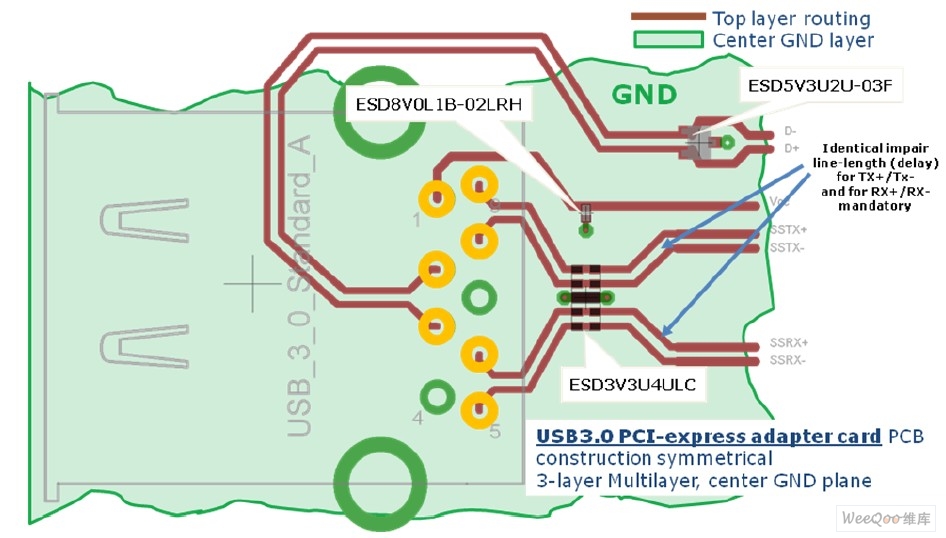 Top layer routing
Center GND layer
ESD8V0L1B-02LRH
GND
ESD5V3U2U-03F
D-
D+
Identical impair
line-length (delay)
for TX+/Tx-
and for RX+/RX-
mandatory
Vcc
SSTX+
SSTX-
1
9
USB_3_0_Standard_A
SSRX+
SSRX-
ESD3V3U4ULC
4
5
USB3.0 PCI-express adapter card PCB
construction symmetrical
3-layer Multilayer, center GND plane
WeeQoo维库